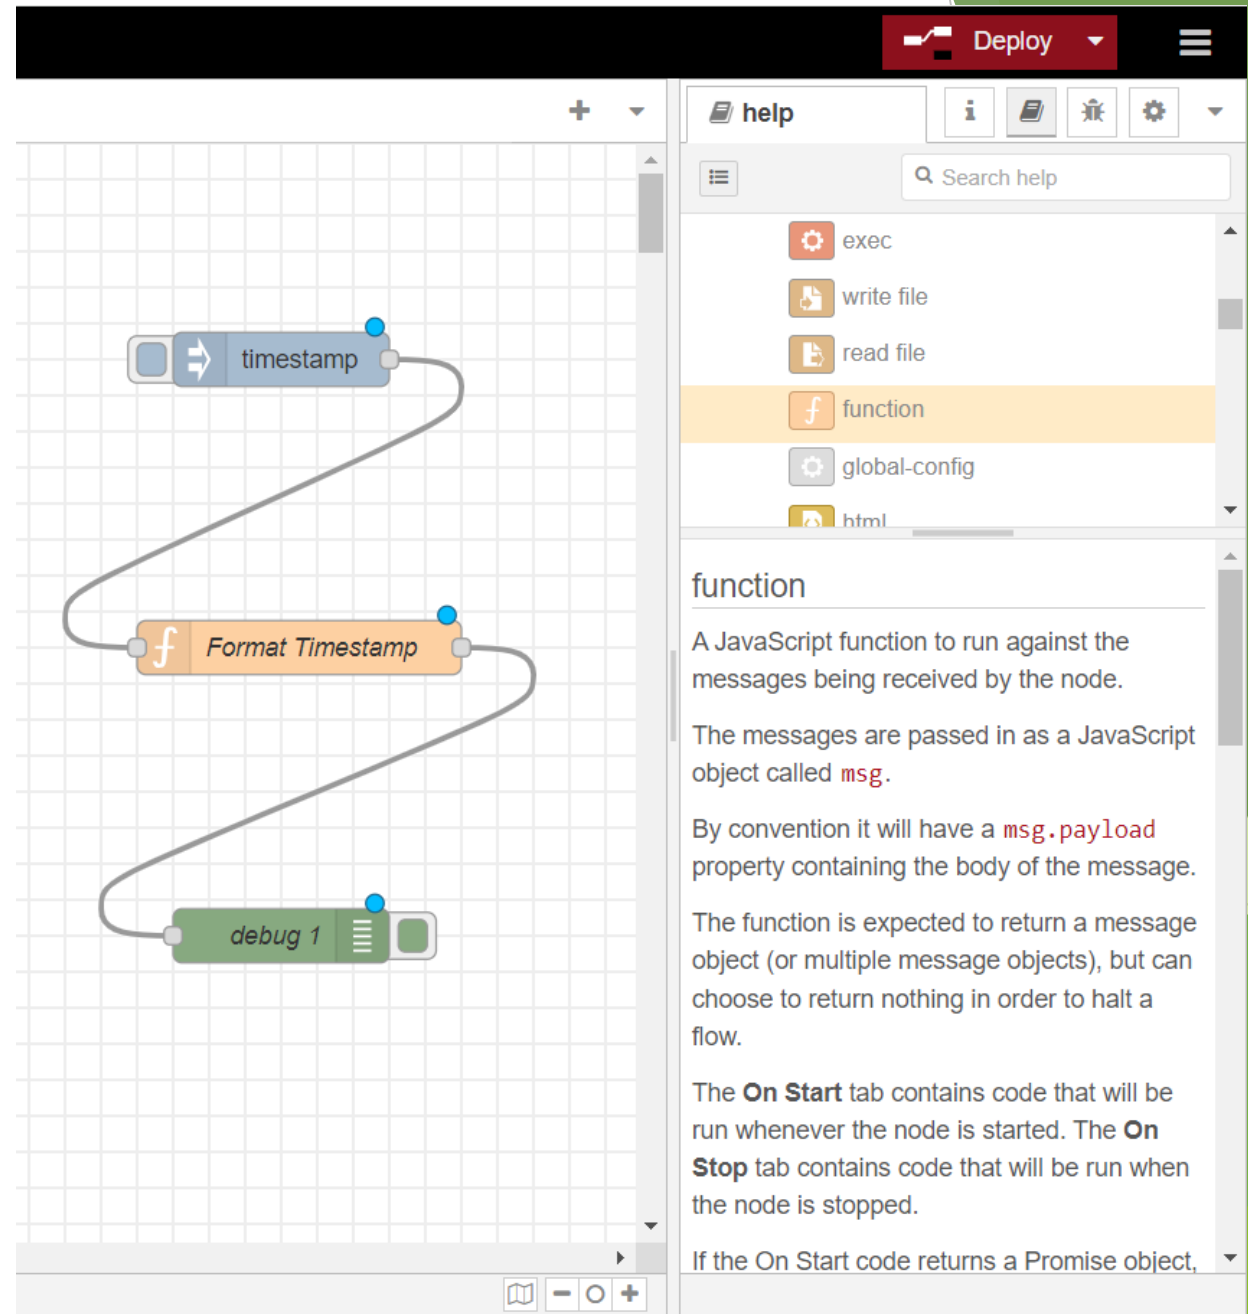 Deploy
help
i
Search help
exec
write file
read file
function
global-config
html
timestamp
Format Timestamp
debug 1
function
A JavaScript function to run against the
messages being received by the node.
The messages are passed in as a JavaScript
object called msg.
By convention it will have a msg.payload
property containing the body of the message.
The function is expected to return a message
object (or multiple message objects), but can
choose to return nothing in order to halt a
flow.
The On Start tab contains code that will be
run whenever the node is started. The On
Stop tab contains code that will be run when
the node is stopped.
If the On Start code returns a Promise object,